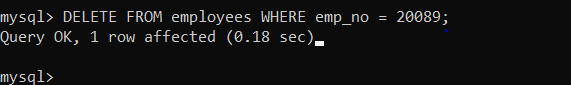 mysql> DELETE FROM employees WHERE emp_no = 20089;
Query OK, 1 row affected (0.18 sec)
mysql>